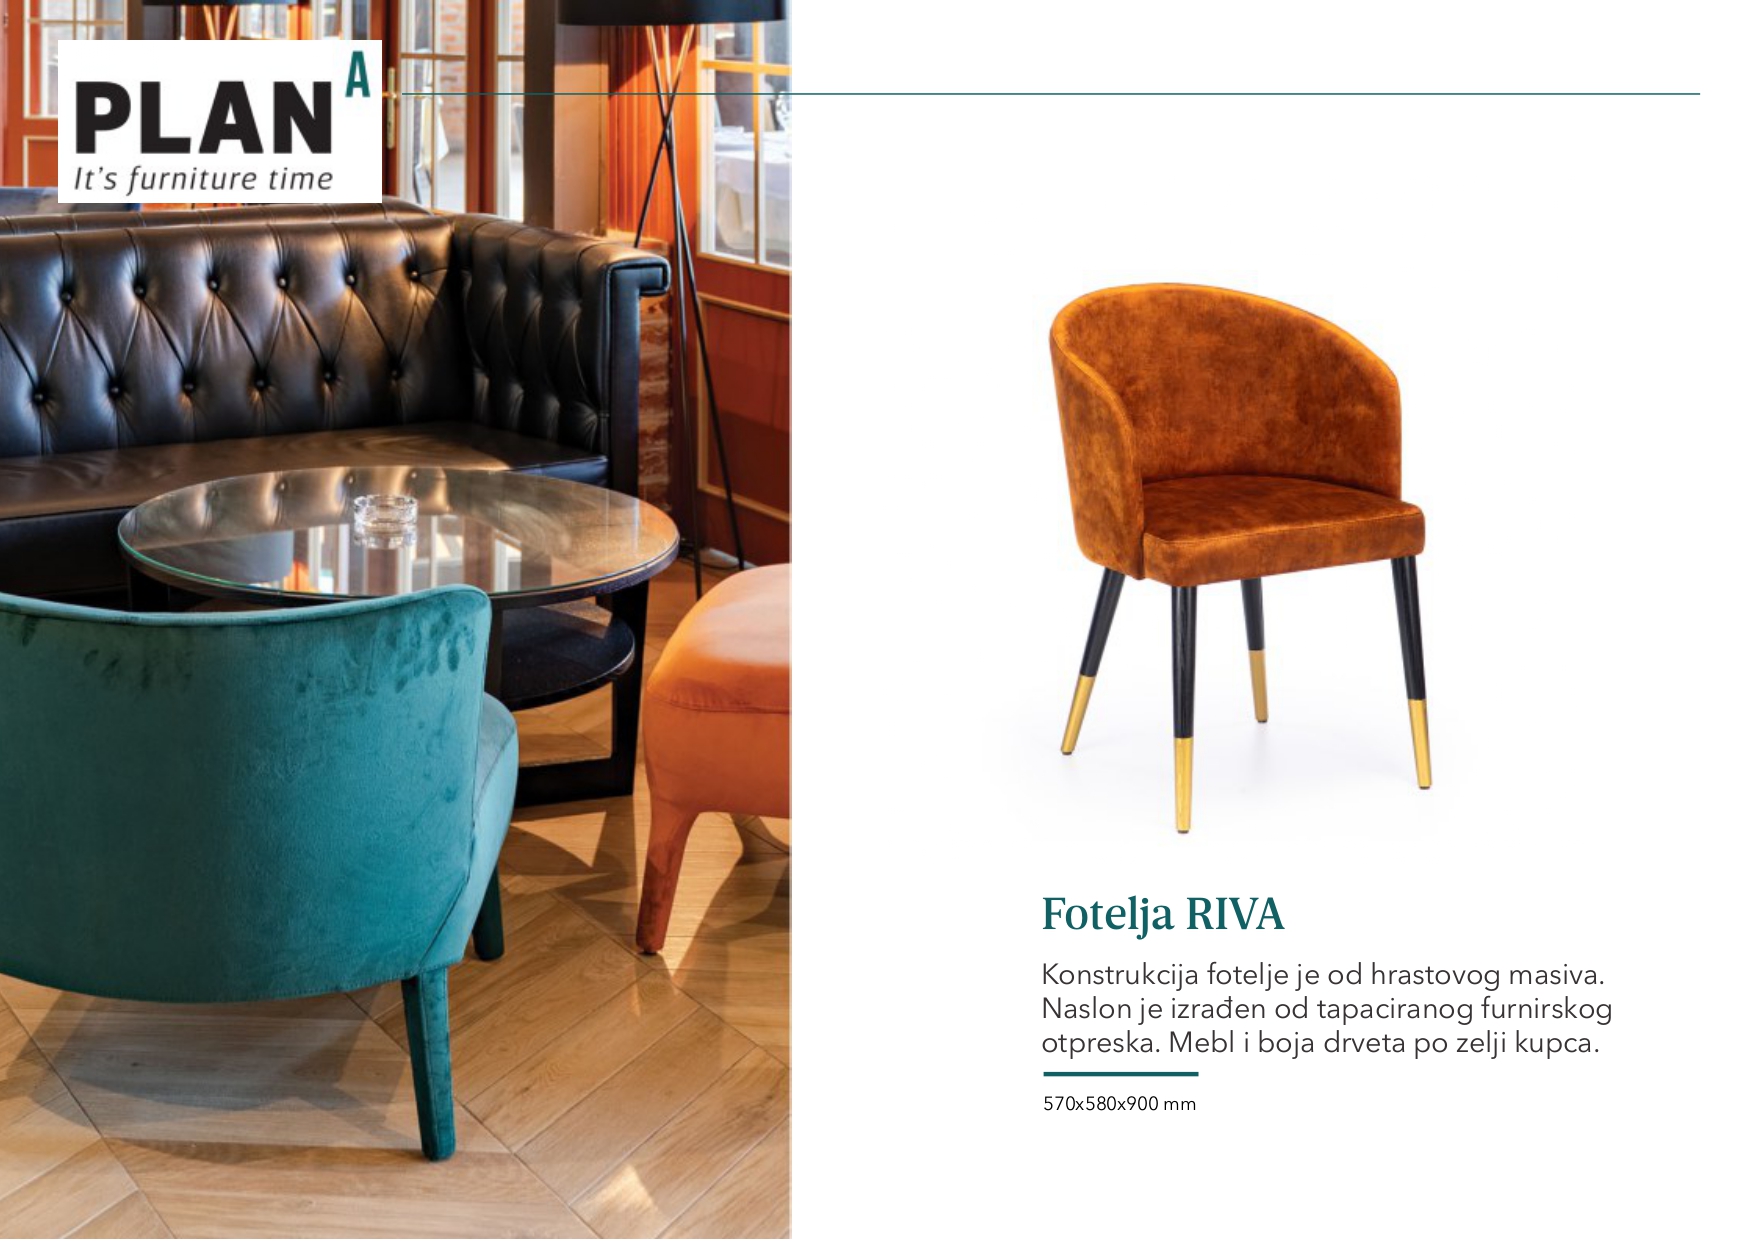 PLAN A
It's furniture time
Fotelja RIVA
Konstrukcija fotelje je od hrastovog masiva.
Naslon je izrađen od tapaciranog furnirskog
otpreska. Mebl i boja drveta po zelji kupca.
570x580x900 mm